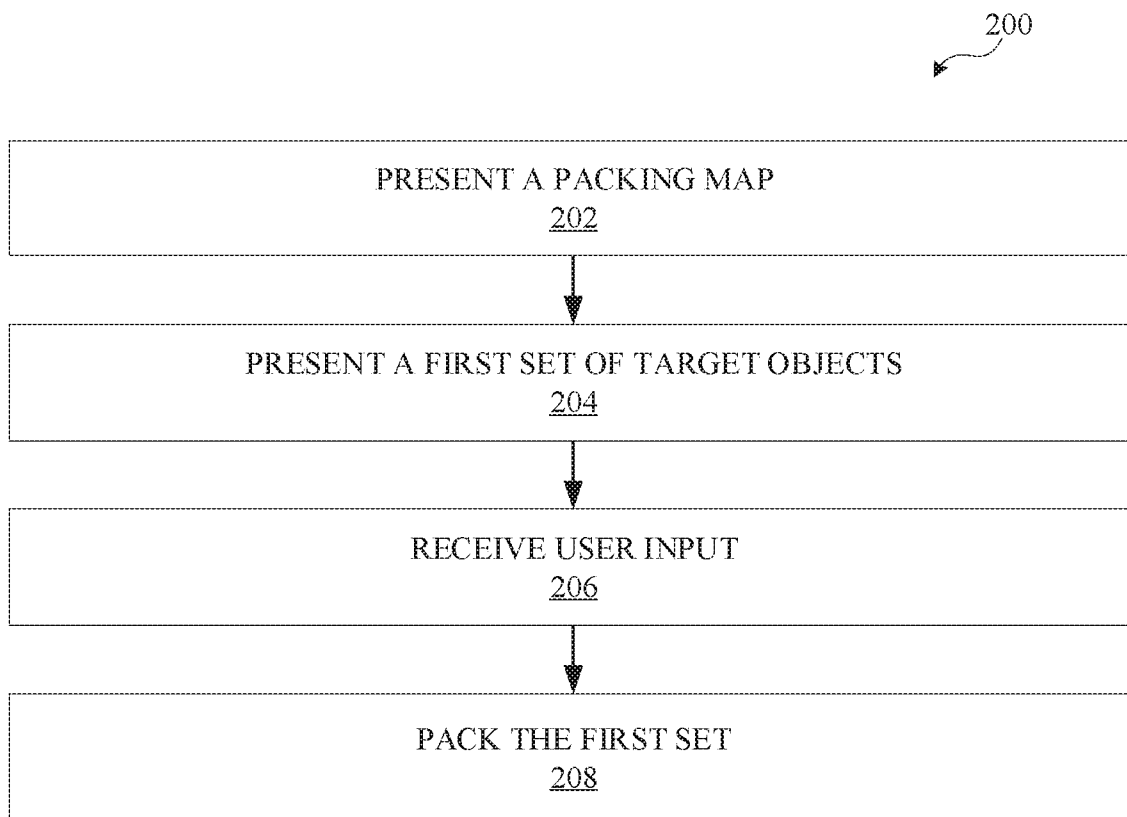 200
PRESENT A PACKING MAP
202
PRESENT A FIRST SET OF TARGET OBJECTS
204
RECEIVE USER INPUT
206
PACK THE FIRST SET
208